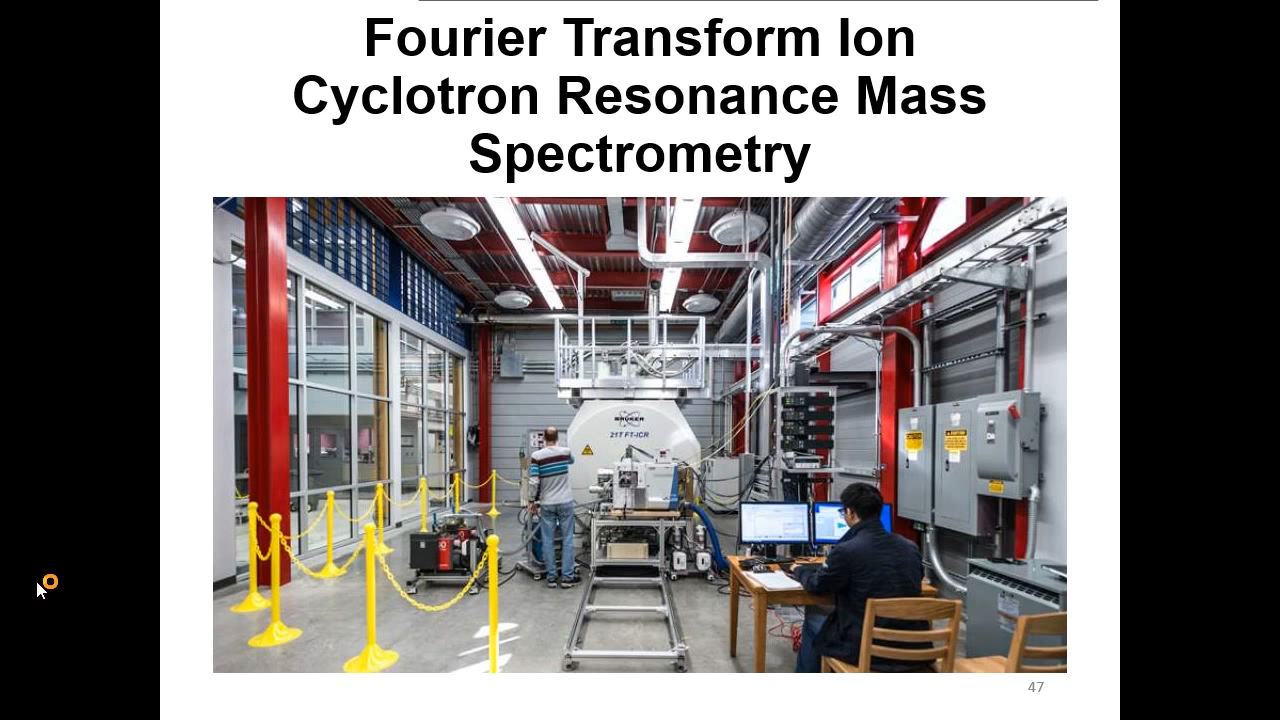 Fourier Transform Ion
Cyclotron Resonance Mass
Spectrometry
BRUKER
21T FT-ICR
47